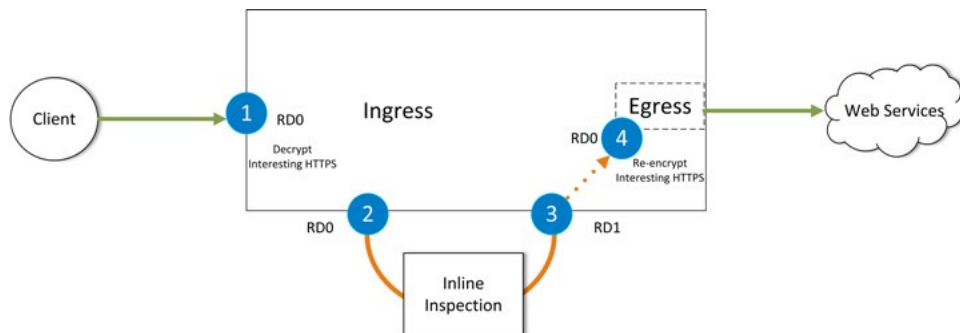 Client
1
RD0
Decrypt
Interesting HTTPS
Ingress
Egress
RD0
4
Re-encrypt
Interesting HTTPS
Web Services
RD0
2
3
RD1
Inline
Inspection